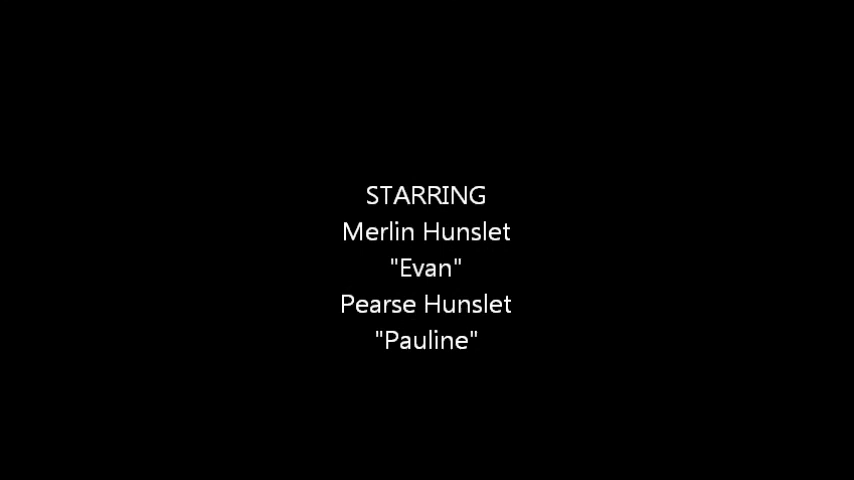 STARRING
Merlin Hunslet
"Evan"
Pearse Hunslet
"Pauline"